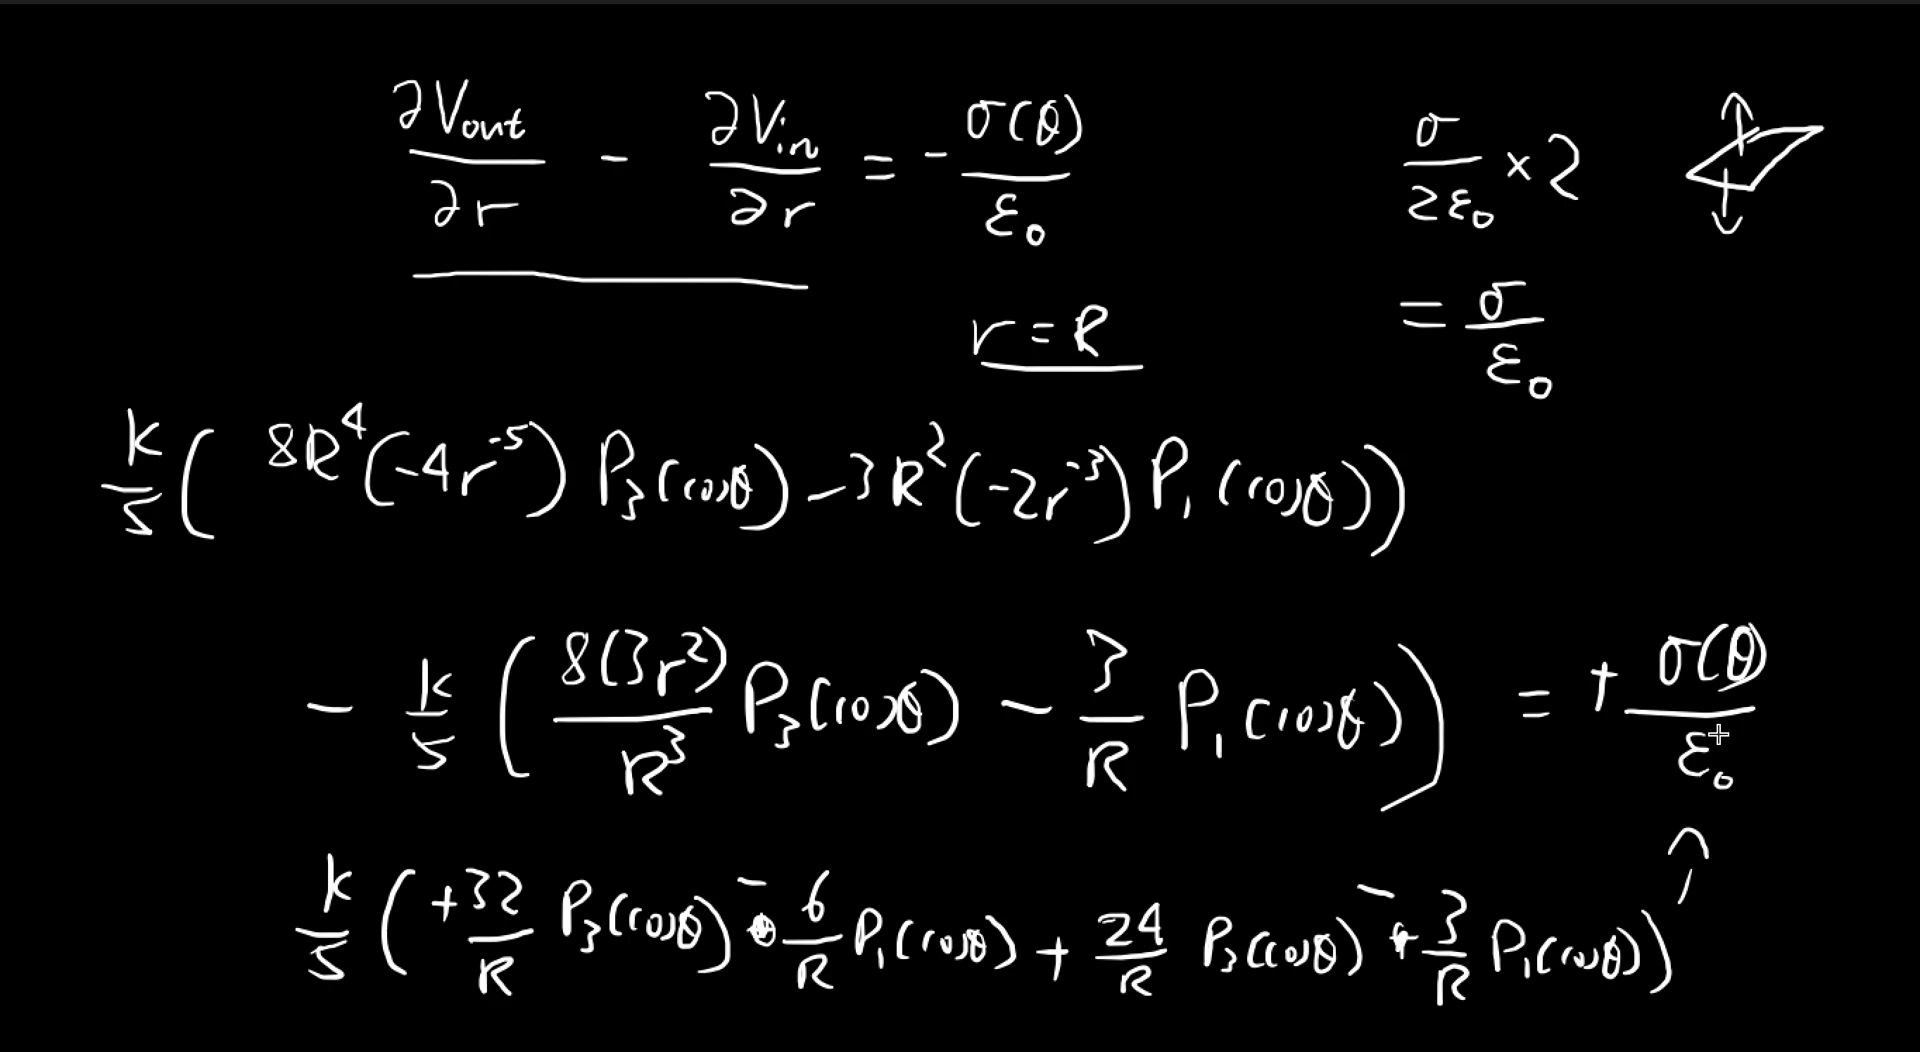 ∂V_out/∂r - ∂V_in/∂r = - σ(θ)/ε₀
σ/2ε₀ × 2
= σ/ε₀
r = R
k/5 ( 8R⁴(-4r⁻⁵) P₃(cosθ) - 3R²(-2r⁻³) P₁(cosθ))
- k/5 ( 8(3r²)/R³ P₃(cosθ) - 3/R P₁(cosθ)) = + σ(θ)/ε₀
k/5 ( +32/R P₃(cosθ) - 6/R P₁(cosθ) + 24/R P₃(cosθ) - 3/R P₁(cosθ))